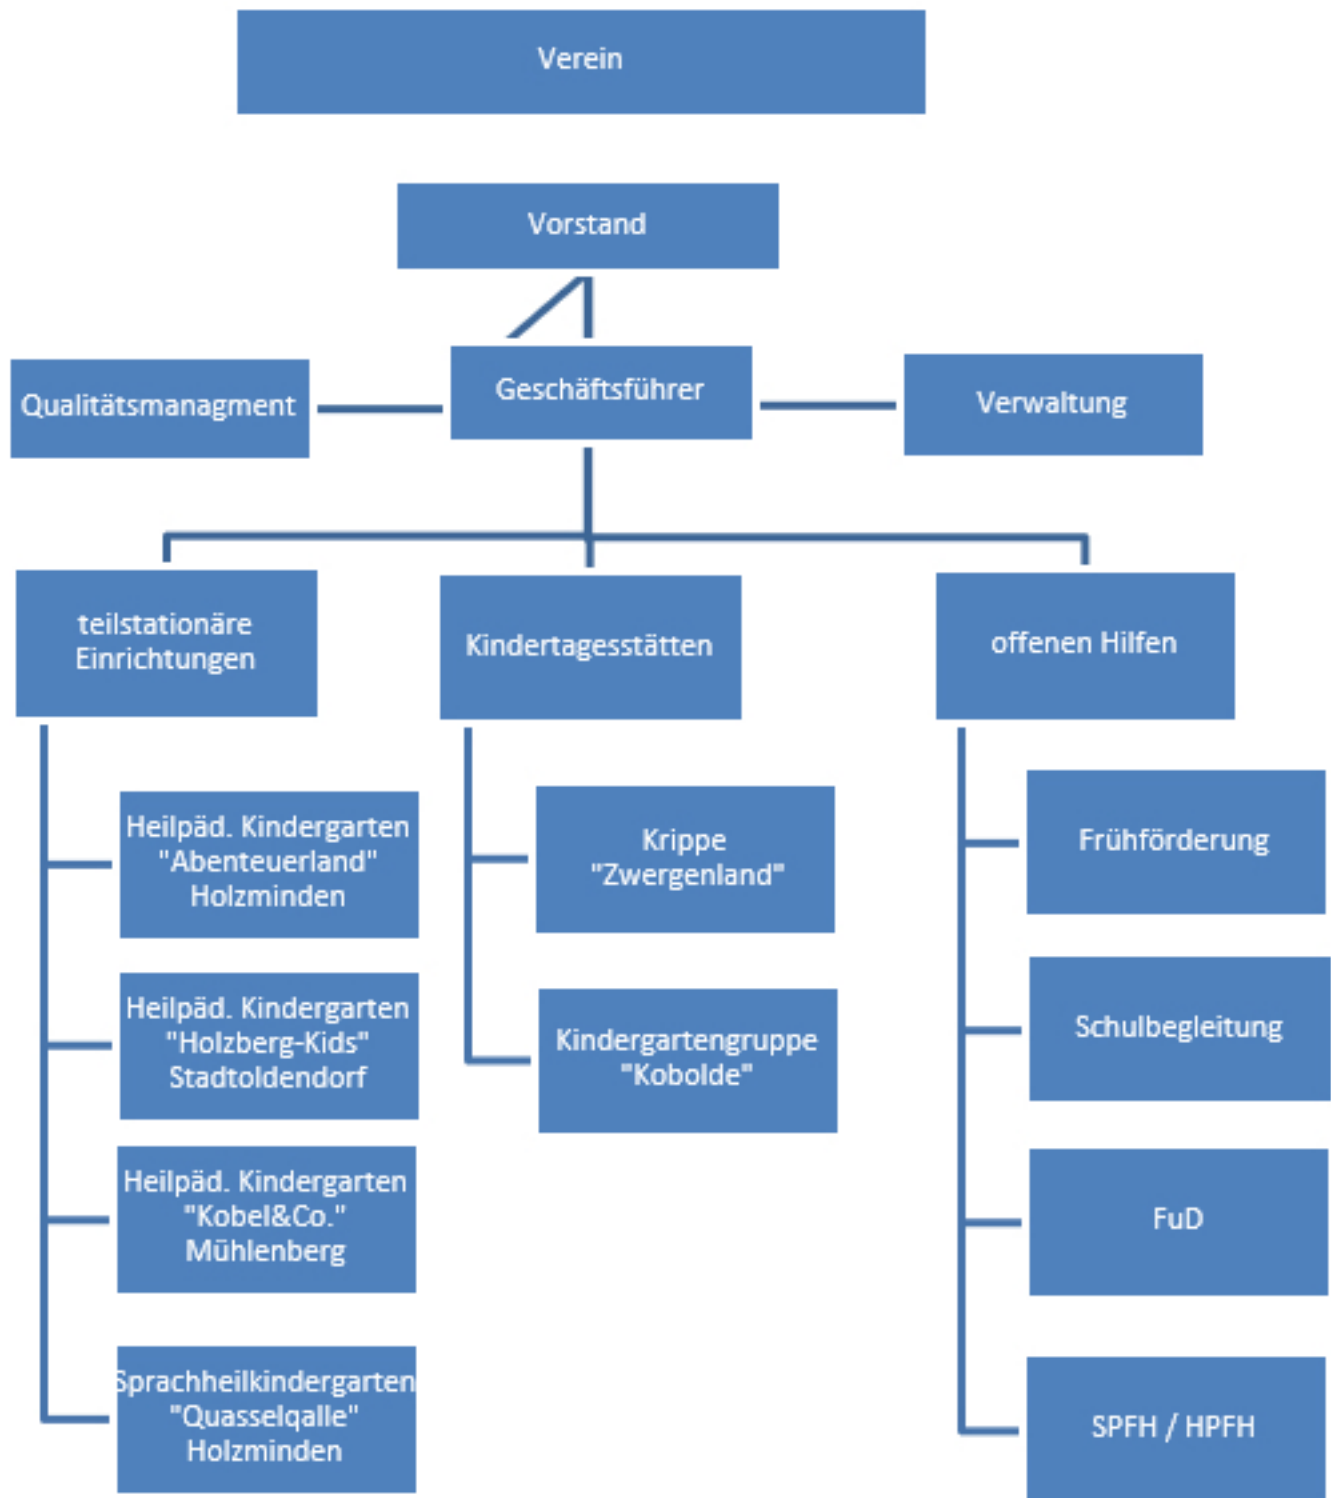 Verein
Vorstand
Qualitätsmanagment
Geschäftsführer
Verwaltung
teilstationäre
Einrichtungen
Kindertagesstätten
offenen Hilfen
Heilpäd. Kindergarten
"Abenteuerland"
Holzminden
Heilpäd. Kindergarten
"Holzberg-Kids"
Stadtoldendorf
Heilpäd. Kindergarten
"Kobel&Co."
Mühlenberg
Sprachheilkindergarten
"Quasselqalle"
Holzminden
Krippe
"Zwergenland"
Kindergartengruppe
"Kobolde"
Frühförderung
Schulbegleitung
FuD
SPFH / HPFH